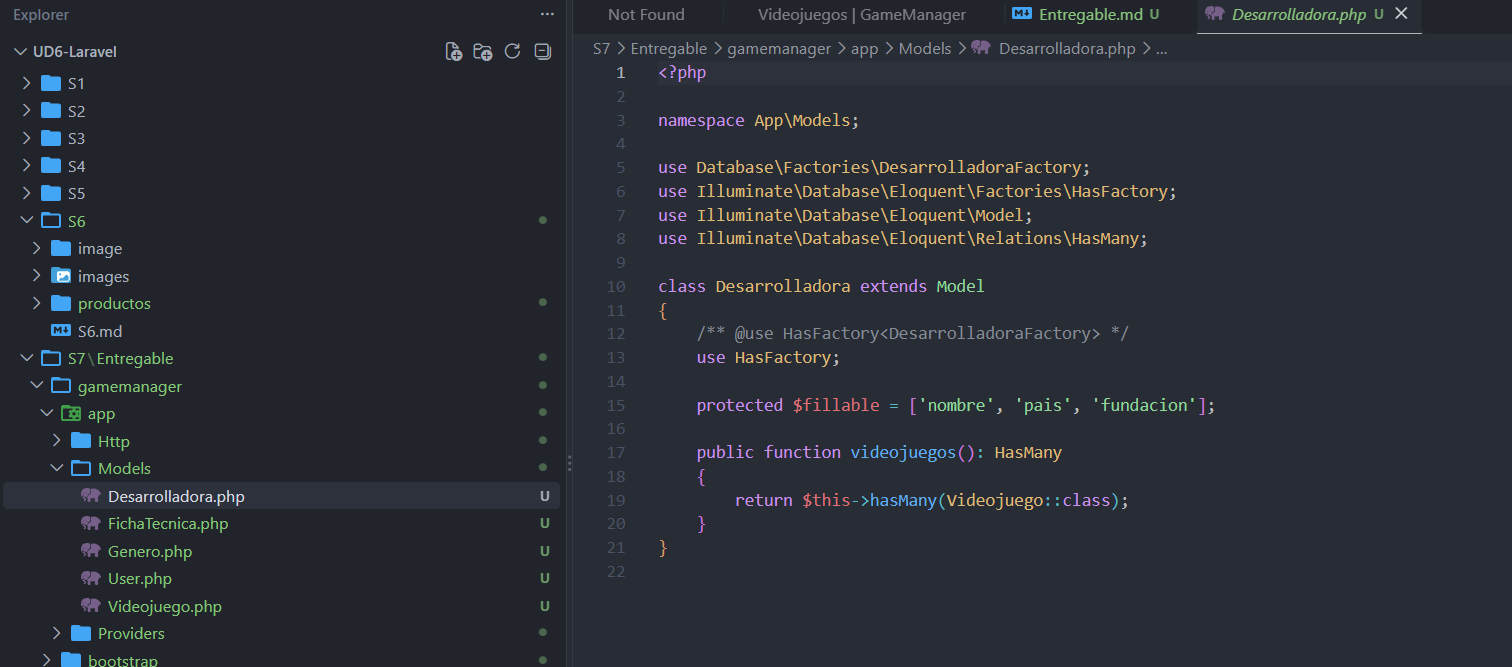 Explorer
···
UD6-Laravel
S1
S2
S3
S4
S5
S6
image
images
productos
S6.md
S7\Entregable
gamemanager
app
Http
Models
Desarrolladora.php U
FichaTecnica.php U
Genero.php U
User.php U
Videojuego.php U
Providers
bootstrap
Not Found
Videojuegos | GameManager
M↓ Entregable.md U
Desarrolladora.php U
S7 > Entregable > gamemanager > app > Models > Desarrolladora.php > ...
1 <?php
2
3 namespace App\Models;
4
5 use Database\Factories\DesarrolladoraFactory;
6 use Illuminate\Database\Eloquent\Factories\HasFactory;
7 use Illuminate\Database\Eloquent\Model;
8 use Illuminate\Database\Eloquent\Relations\HasMany;
9
10 class Desarrolladora extends Model
11 {
12     /** @use HasFactory<DesarrolladoraFactory> */
13     use HasFactory;
14
15     protected $fillable = ['nombre', 'pais', 'fundacion'];
16
17     public function videojuegos(): HasMany
18     {
19         return $this->hasMany(Videojuego::class);
20     }
21 }
22